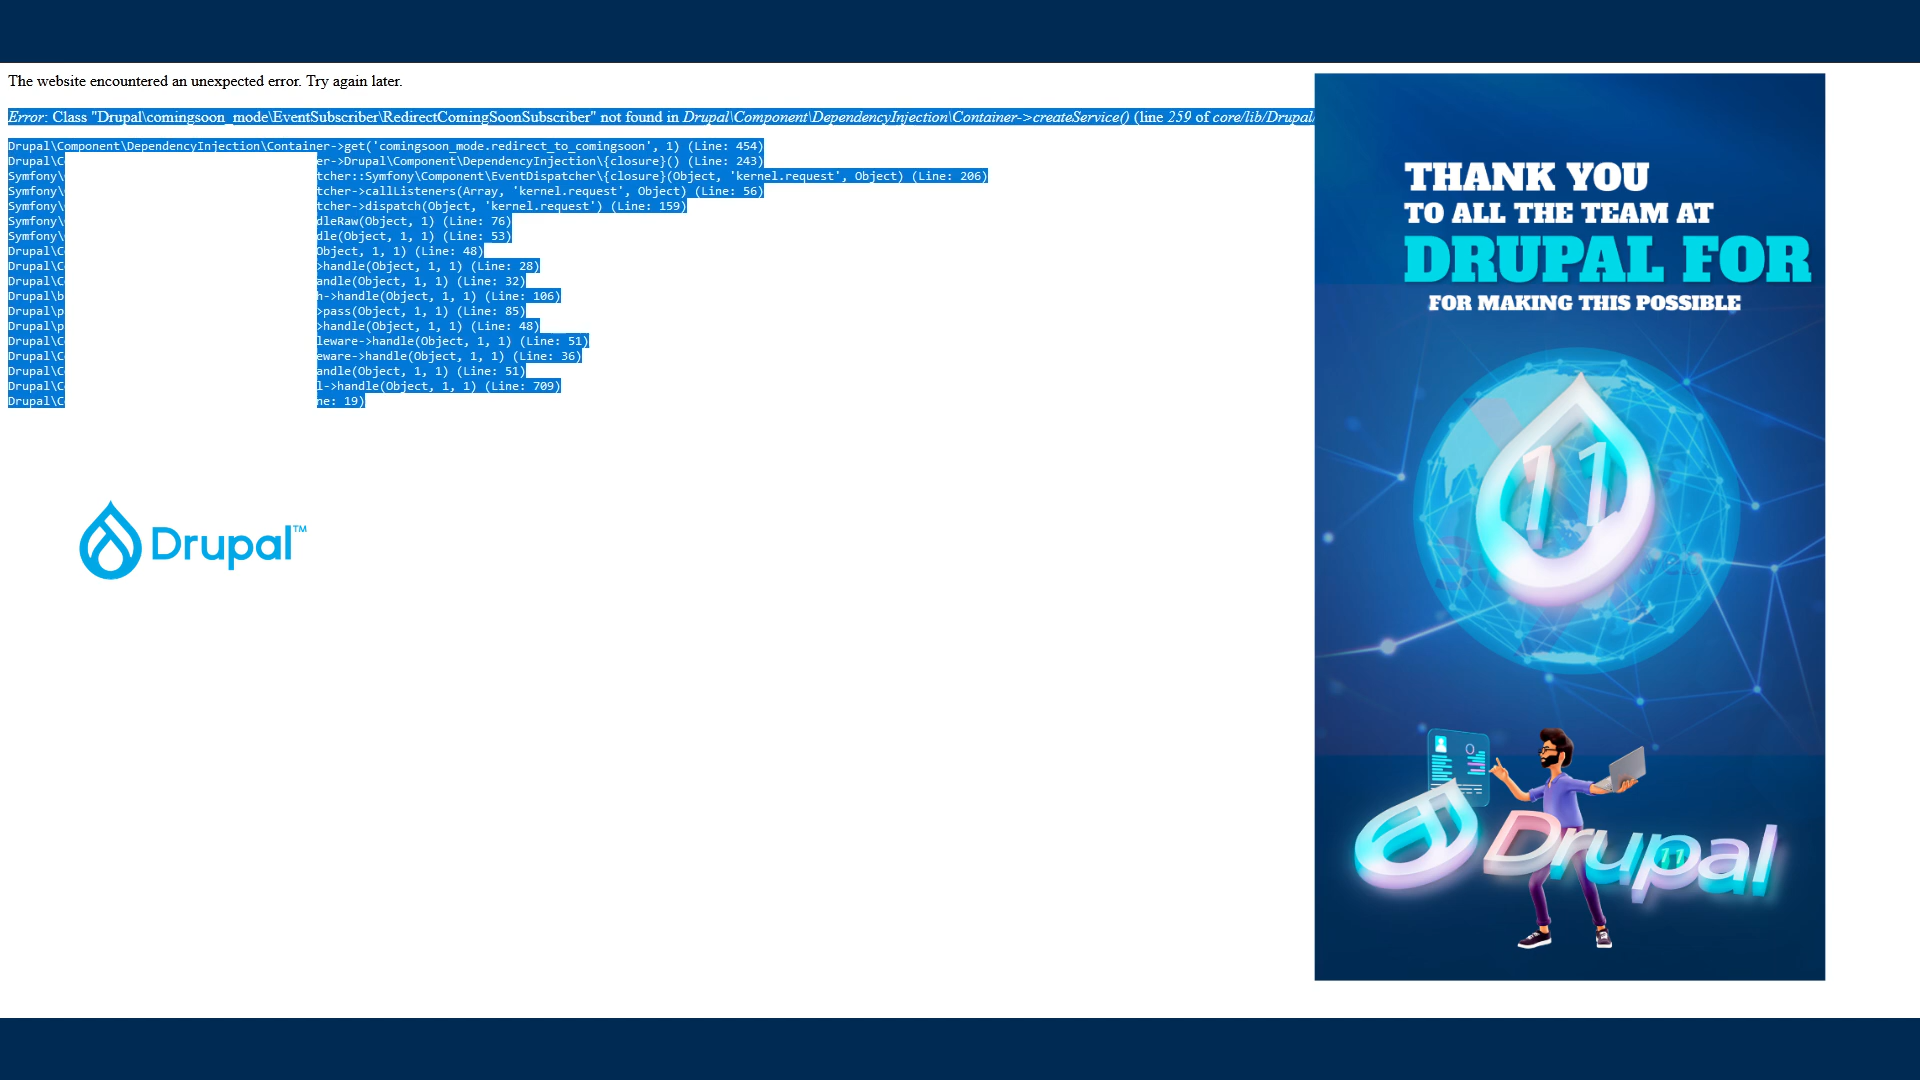 The website encountered an unexpected error. Try again later.
Error: Class "Drupal\comingsoon_mode\EventSubscriber\RedirectComingSoonSubscriber" not found in Drupal\Component\DependencyInjection\Container->createService() (line 259 of core/lib/Drupal/
Drupal\Component\DependencyInjection\Container->get('comingsoon_mode.redirect_to_comingsoon', 1) (Line: 454)
Drupal\C er->Drupal\Component\DependencyInjection\{closure}() (Line: 243)
Symfony\ tcher::Symfony\Component\EventDispatcher\{closure}(Object, 'kernel.request', Object) (Line: 206)
Symfony\ tcher->callListeners(Array, 'kernel.request', Object) (Line: 56)
Symfony\ tcher->dispatch(Object, 'kernel.request') (Line: 159)
Symfony\ dleRaw(Object, 1) (Line: 76)
Symfony\ dle(Object, 1, 1) (Line: 53)
Drupal\C Object, 1, 1) (Line: 48)
Drupal\C >handle(Object, 1, 1) (Line: 28)
Drupal\C andle(Object, 1, 1) (Line: 32)
Drupal\b h->handle(Object, 1, 1) (Line: 106)
Drupal\p >pass(Object, 1, 1) (Line: 85)
Drupal\p >handle(Object, 1, 1) (Line: 48)
Drupal\C leware->handle(Object, 1, 1) (Line: 51)
Drupal\C eware->handle(Object, 1, 1) (Line: 36)
Drupal\C andle(Object, 1, 1) (Line: 51)
Drupal\C l->handle(Object, 1, 1) (Line: 709)
Drupal\C ne: 19)
Drupal™
THANK YOU
TO ALL THE TEAM AT
DRUPAL FOR
FOR MAKING THIS POSSIBLE
11
Drupal
11